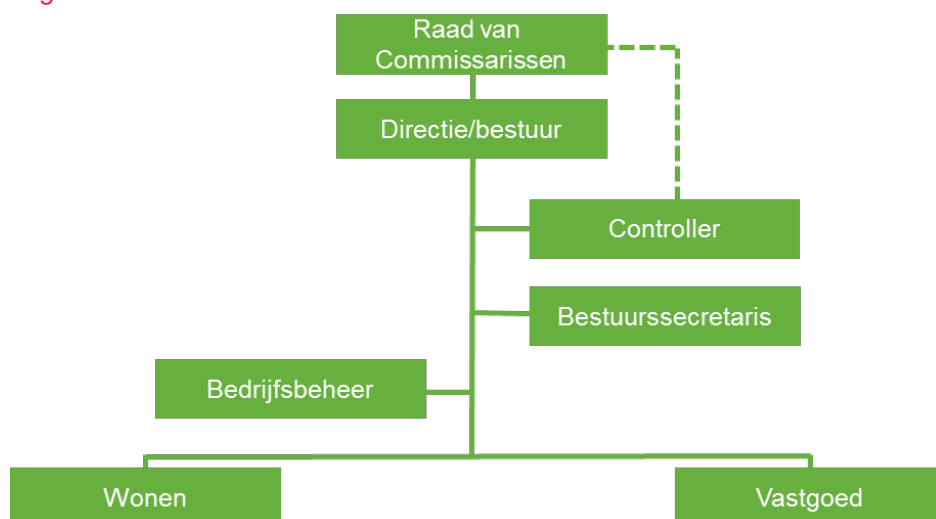 Raad van
Commissarissen
Directie/bestuur
Controller
Bestuurssecretaris
Bedrijfsbeheer
Wonen
Vastgoed